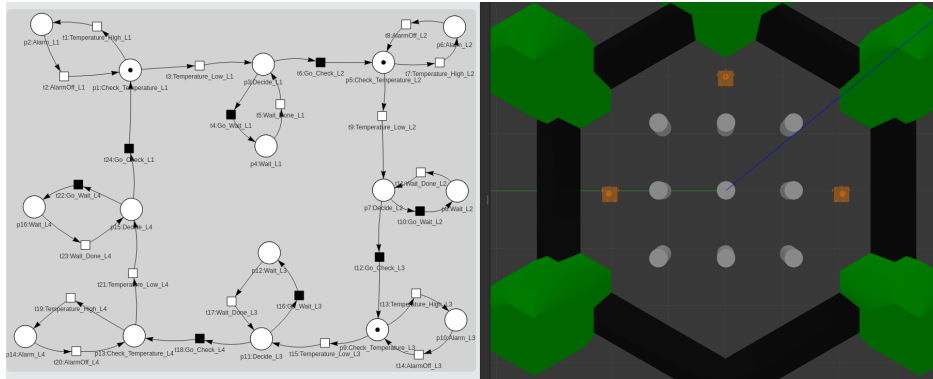 t8:AlarmOff_L2
p2:Alarm_L1
t1:Temperature_High_L1
p6:Alarm_L2
t6:Go_Check_L2
t7:Temperature_High_L2
t3:Temperature_Low_L1
p3:Decide_L1
p5:Check_Temperature_L2
t2:AlarmOff_L1
p1:Check_Temperature_L1
t5:Wait_Done_L1
t4:Go_Wait_L1
t9:Temperature_Low_L2
p4:Wait_L1
t24:Go_Check_L1
t11:Wait_Done_L2
t22:Go_Wait_L4
p7:Decide_L2
p8:Wait_L2
t10:Go_Wait_L2
p16:Wait_L4
p15:Decide_L4
t23:Wait_Done_L4
t12:Go_Check_L3
p12:Wait_L3
t21:Temperature_Low_L4
t19:Temperature_High_L4
t16:Go_Wait_L3
t13:Temperature_High_L3
t17:Wait_Done_L3
p10:Alarm_L3
p9:Check_Temperature_L3
t18:Go_Check_L4
t15:Temperature_Low_L3
p14:Alarm_L4
p13:Check_Temperature_L4
p11:Decide_L3
t20:AlarmOff_L4
t14:AlarmOff_L3